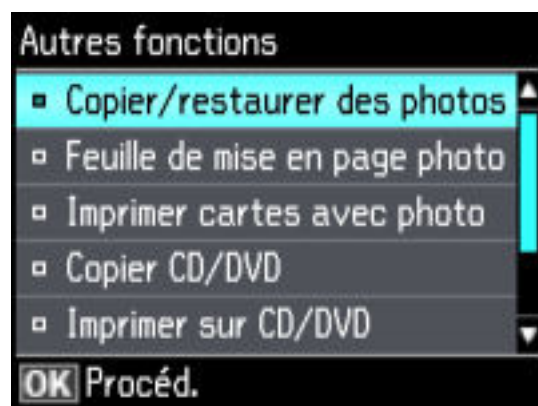 Autres fonctions
Copier/restaurer des photos
Feuille de mise en page photo
Imprimer cartes avec photo
Copier CD/DVD
Imprimer sur CD/DVD
OK Procéd.